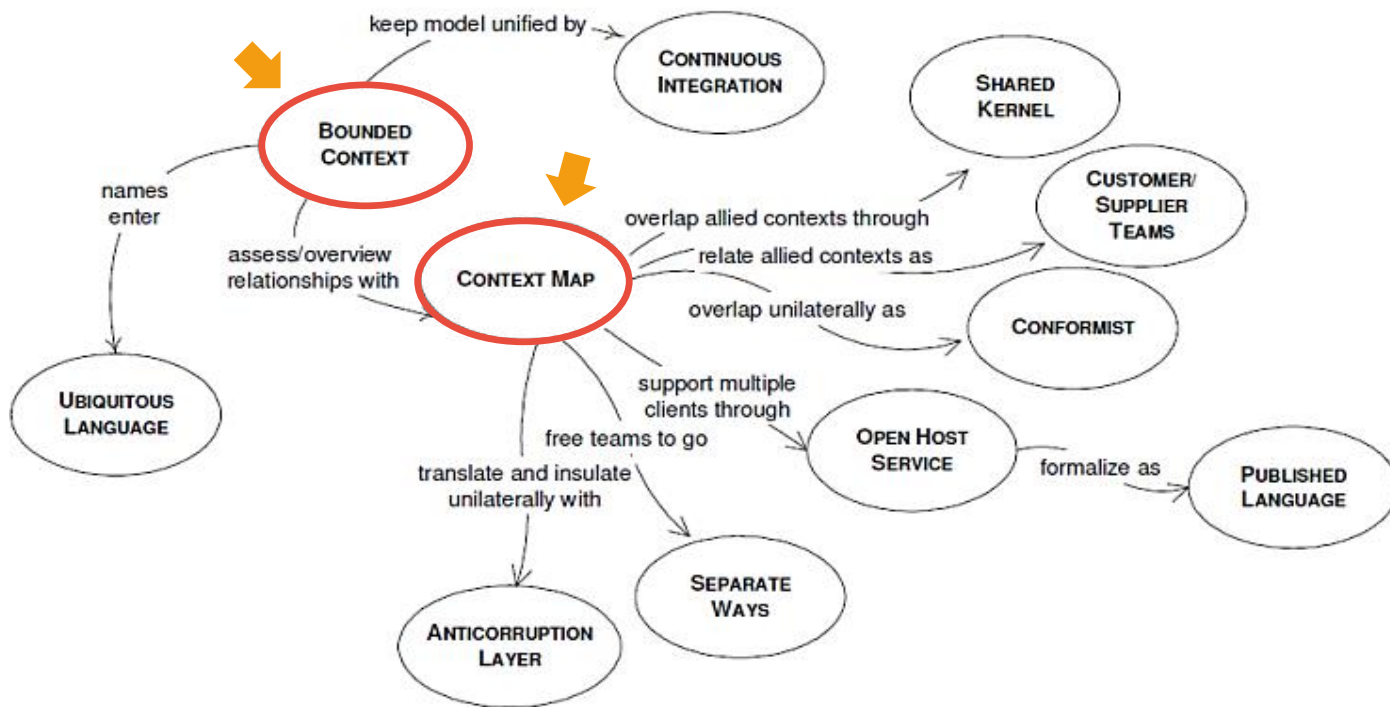 keep model unified by
CONTINUOUS
INTEGRATION
SHARED
KERNEL
BOUNDED
CONTEXT
names
enter
CUSTOMER/
SUPPLIER
TEAMS
overlap allied contexts through
assess/overview
relationships with
relate allied contexts as
CONTEXT MAP
overlap unilaterally as
CONFORMIST
support multiple
clients through
UBIQUITOUS
LANGUAGE
free teams to go
OPEN HOST
SERVICE
formalize as
PUBLISHED
LANGUAGE
translate and insulate
unilaterally with
SEPARATE
WAYS
ANTICORRUPTION
LAYER